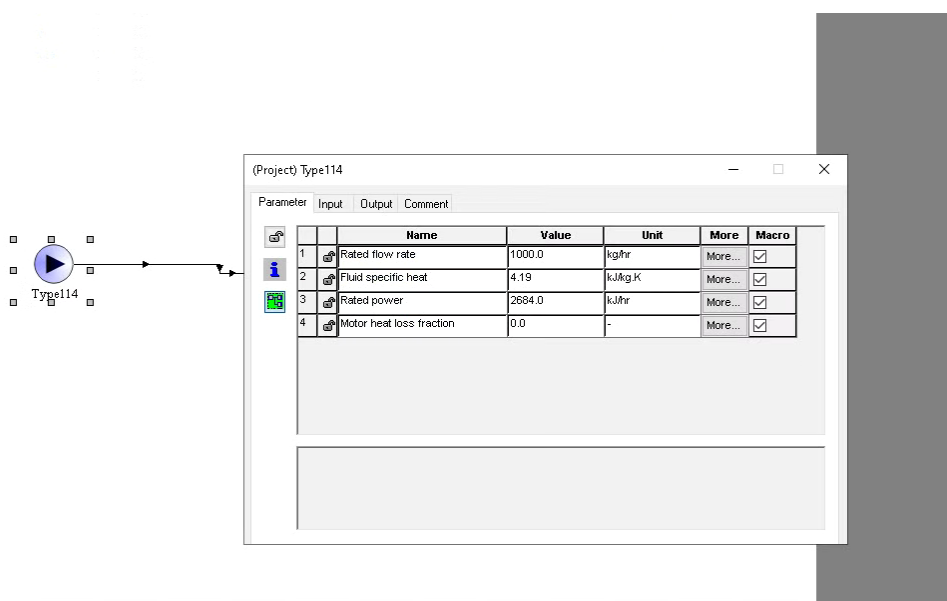 (Project) Type114
Parameter Input Output Comment
Name Value Unit More Macro
1 Rated flow rate 1000.0 kg/hr More...
2 Fluid specific heat 4.19 kJ/kg.K More...
3 Rated power 2684.0 kJ/hr More...
4 Motor heat loss fraction 0.0 - More...
Type114